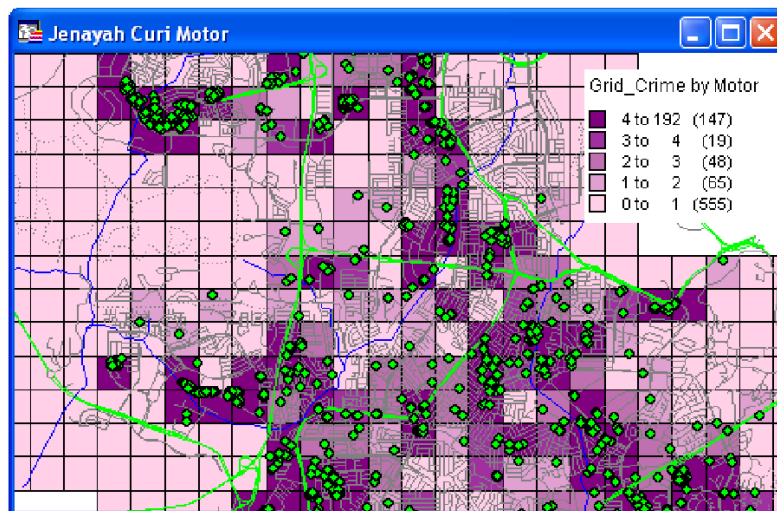 Jenayah Curi Motor
Grid_Crime by Motor
4 to 192 (147)
3 to 4 (19)
2 to 3 (48)
1 to 2 (65)
0 to 1 (555)